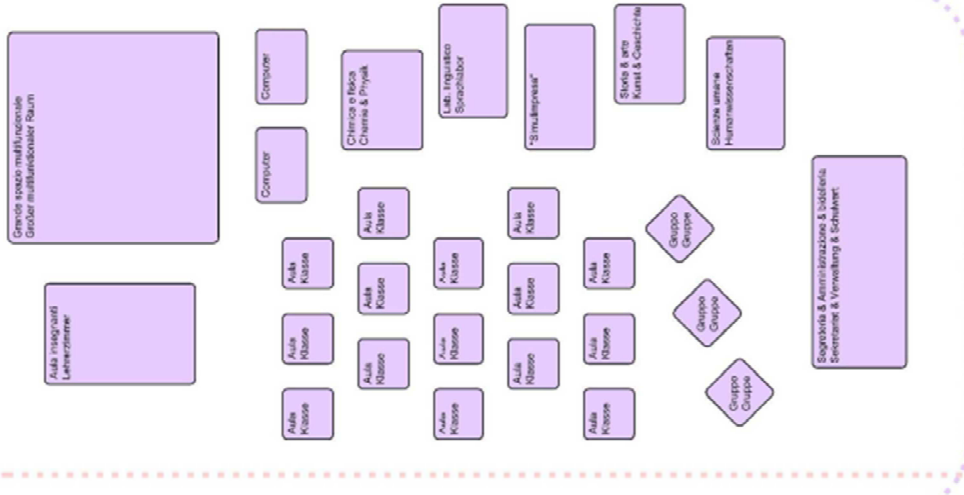 Grande spazio multifunzionale
Großer multifunktionaler Raum
Aula insegnanti
Lehrerzimmer
Computer
Computer
Aula
Klasse
Aula
Klasse
Aula
Klasse
Chimica e fisica
Chemie & Physik
Aula
Klasse
Aula
Klasse
Aula
Klasse
Lab. linguistico
Sprachlabor
Aula
Klasse
Aula
Klasse
Aula
Klasse
"Simulimpresa"
Aula
Klasse
Aula
Klasse
Aula
Klasse
Storia & arte
Kunst & Geschichte
Aula
Klasse
Aula
Klasse
Aula
Klasse
Scienze umane
Humanwissenschaften
Gruppo
Gruppe
Gruppo
Gruppe
Gruppo
Gruppe
Segreteria & Amministrazione & bidelleria
Sekretariat & Verwaltung & Schulwart